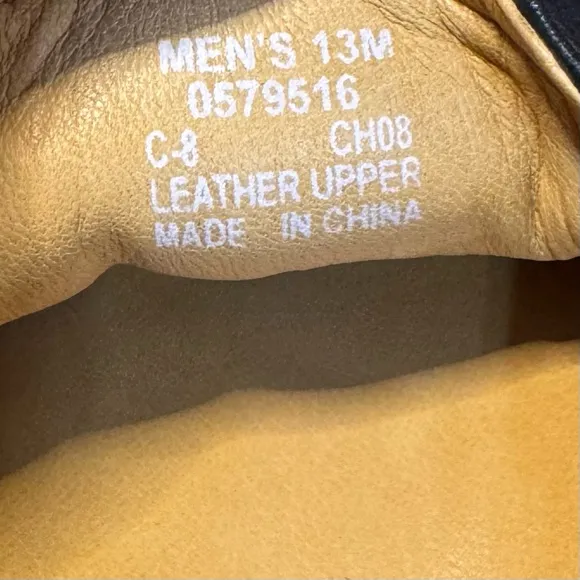 MEN'S 13M
0579516
C-8 CH08
LEATHER UPPER
MADE IN CHINA